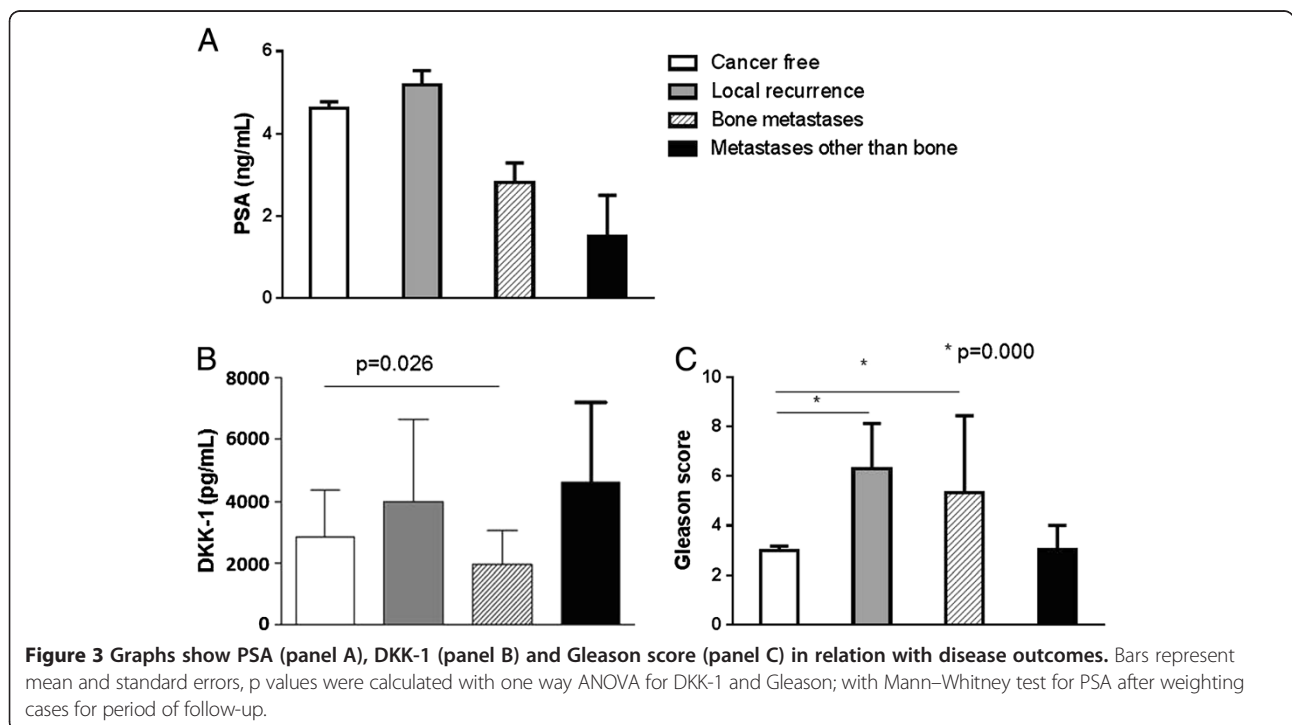 A
6
4
2
0
PSA (ng/mL)
Cancer free
Local recurrence
Bone metastases
Metastases other than bone
B
p=0.026
8000
6000
4000
2000
0
DKK-1 (pg/mL)
C
* p=0.000
*
*
10
8
6
4
2
0
Gleason score
Figure 3 Graphs show PSA (panel A), DKK-1 (panel B) and Gleason score (panel C) in relation with disease outcomes. Bars represent
mean and standard errors, p values were calculated with one way ANOVA for DKK-1 and Gleason; with Mann–Whitney test for PSA after weighting
cases for period of follow-up.